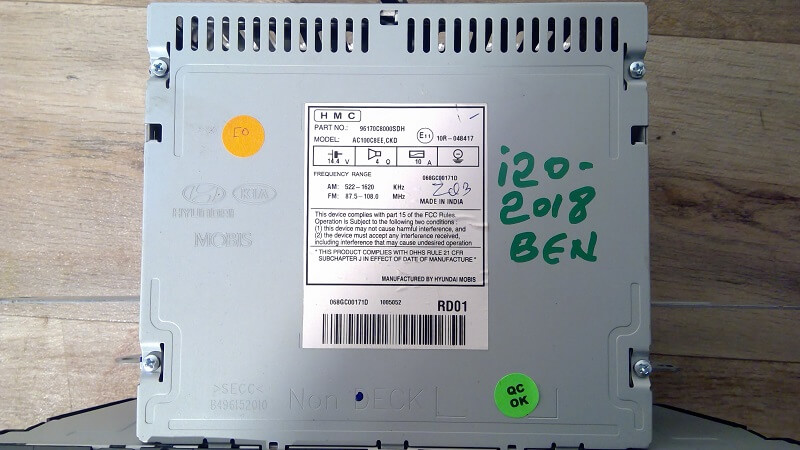 HMC
PART NO.: 96170C8000SDH
MODEL: AC100C8EE,CKD
E11 10R-048417
14.4 V 4 Ω 10 A
FREQUENCY RANGE
AM: 522-1620 KHz
FM: 87.5-108.0 MHz
068GC00171D
MADE IN INDIA
This device complies with part 15 of the FCC Rules.
Operation is Subject to the following two conditions :
(1) this device may not cause harmful interference, and
(2) the device must accept any interference received,
including interference that may cause undesired operation
" THIS PRODUCT COMPLIES WITH DHHS RULE 21 CFR
SUBCHAPTER J IN EFFECT OF DATE OF MANUFACTURE "
MANUFACTURED BY HYUNDAI MOBIS
068GC00171D 1005052 RD01
i20-
2018
BEN
EO
KIA
HYUNDAI
MOBIS
>SECC<
Non DECK
QC
OK